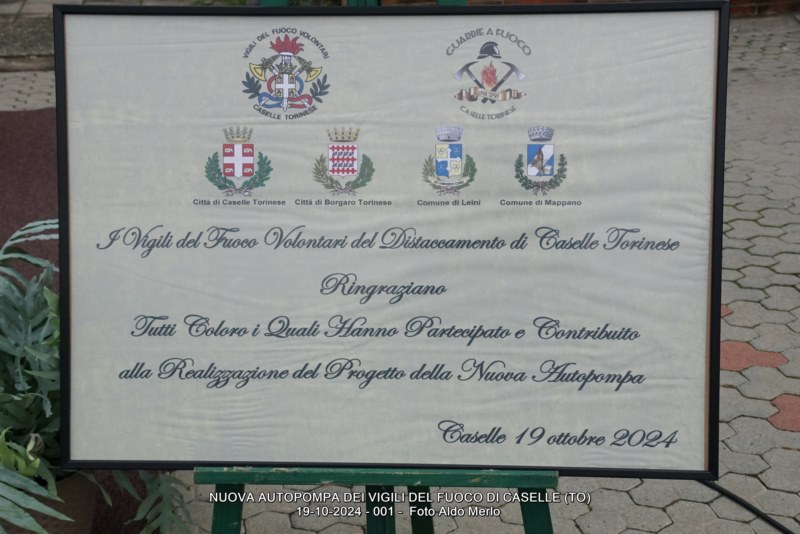 VIGILI DEL FUOCO VOLONTARI
CASELLE TORINESE
GUARDIE A FUOCO
CASELLE TORINESE
Città di Caselle Torinese
Città di Borgaro Torinese
Comune di Leini
Comune di Mappano
I Vigili del Fuoco Volontari del Distaccamento di Caselle Torinese
Ringraziano
Tutti Coloro i Quali Hanno Partecipato e Contribuito
alla Realizzazione del Progetto della Nuova Autopompa
Caselle 19 ottobre 2024
NUOVA AUTOPOMPA DEI VIGILI DEL FUOCO DI CASELLE (TO)
19-10-2024 - 001 - Foto Aldo Merlo